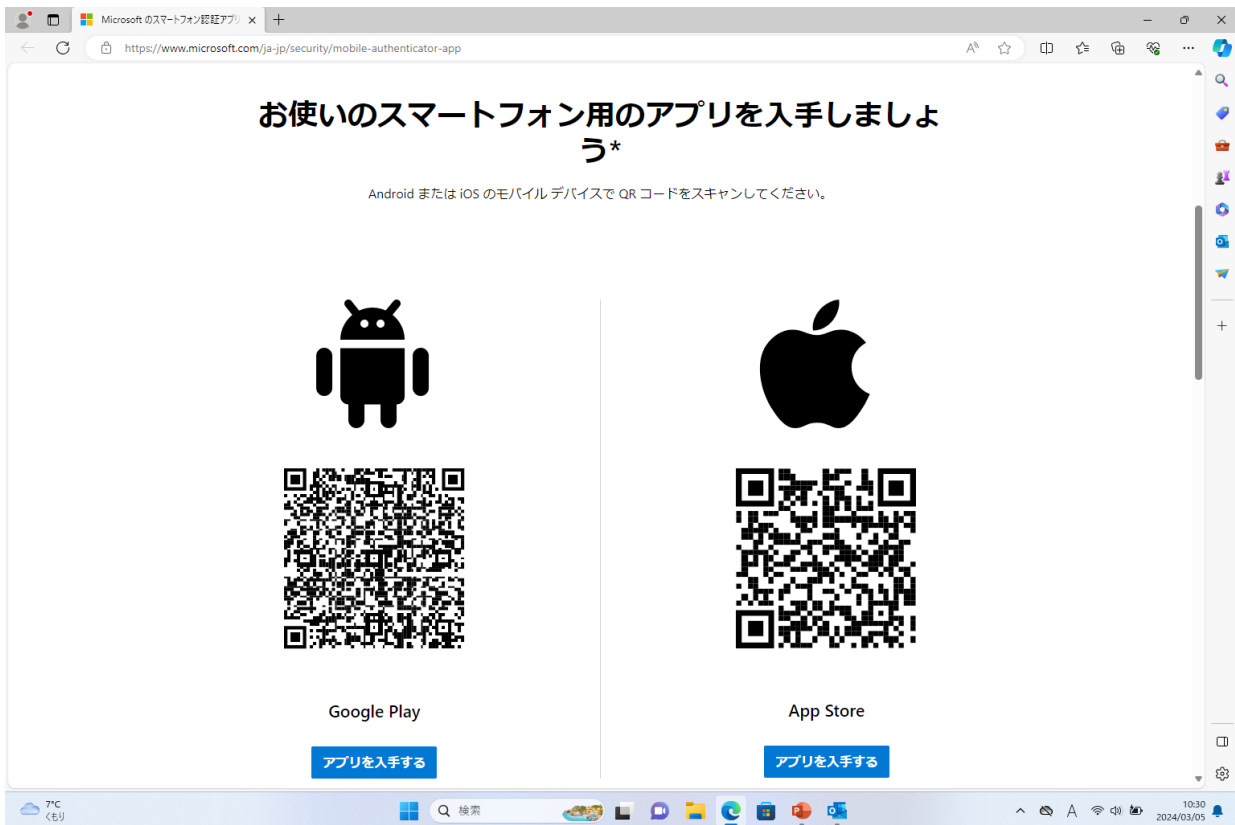 Microsoft のスマートフォン認証アプリ
https://www.microsoft.com/ja-jp/security/mobile-authenticator-app
お使いのスマートフォン用のアプリを入手しましょ
う*
Android または iOS のモバイル デバイスで QR コードをスキャンしてください。
Google Play
App Store
アプリを入手する
アプリを入手する
7°C
くもり
検索
A
10:30
2024/03/05